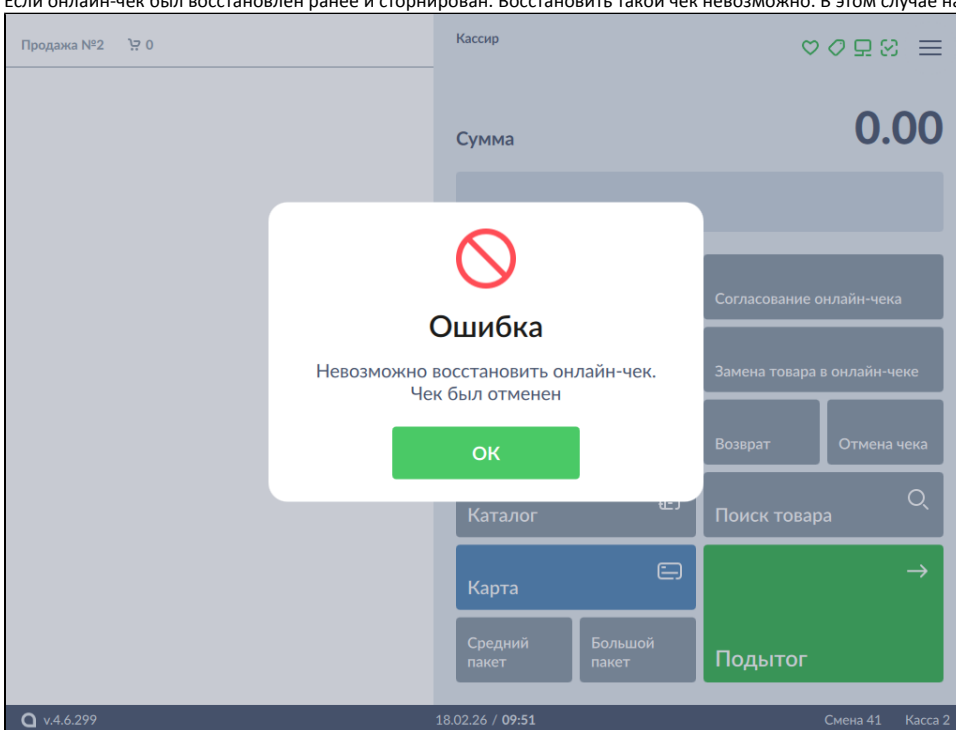 Если онлайн-чек был восстановлен ранее и сторнирован. Восстановить такой чек невозможно. В этом случае на
Продажа №2 0
Кассир
Сумма 0.00
Согласование онлайн-чека
Ошибка
Невозможно восстановить онлайн-чек.
Чек был отменен
Замена товара в онлайн-чеке
ОК
Возврат Отмена чека
Каталог Поиск товара
Карта
Средний
пакет
Большой
пакет
Подытог
v.4.6.299 18.02.26 / 09:51 Смена 41 Касса 2